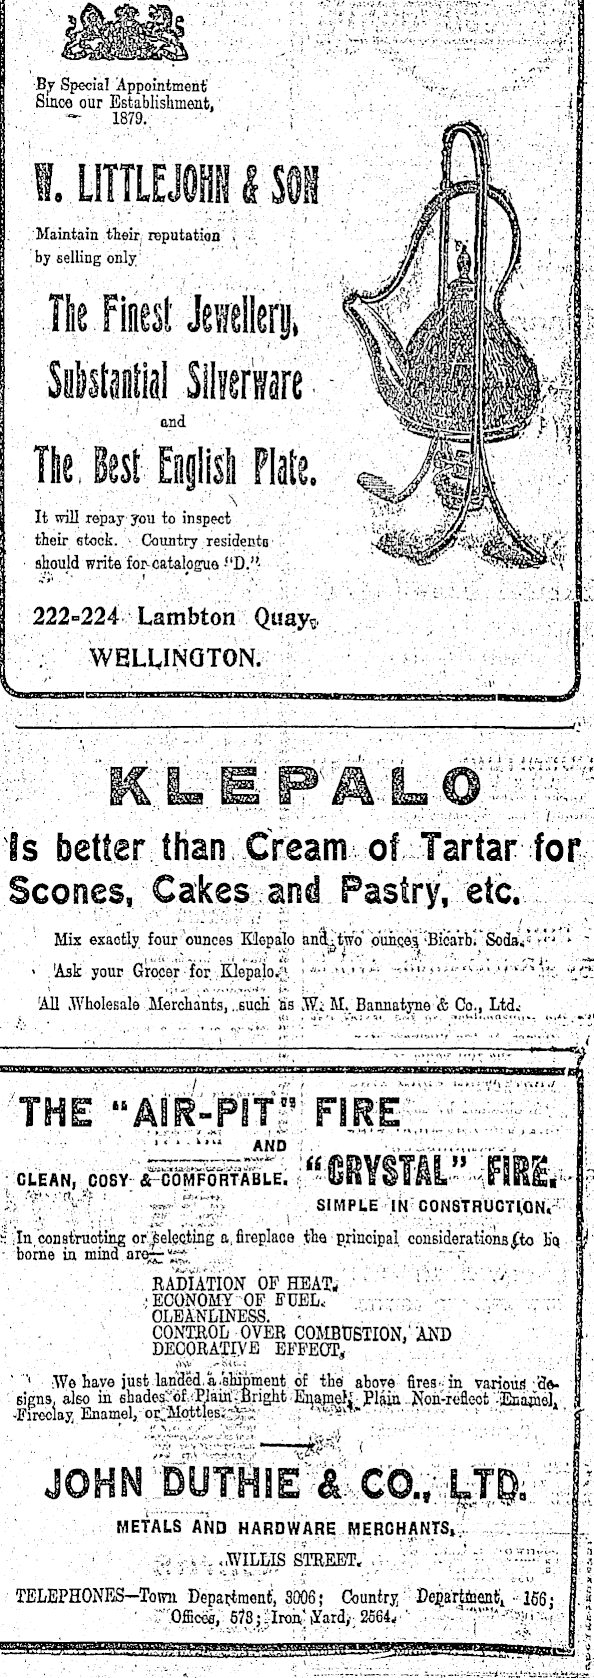 By Special Appointment
Since our Establishment,
1879.
W. LITTLEJOHN & SON
Maintain their reputation
by selling only
The Finest Jewellery,
Substantial Silverware
and
The Best English Plate.
It will repay you to inspect
their stock. Country residents
should write for catalogue "D."
222-224 Lambton Quay,
WELLINGTON.
KLEPALO
Is better than Cream of Tartar for
Scones, Cakes and Pastry, etc.
Mix exactly four ounces Klepalo and two ounces Bicarb. Soda.
Ask your Grocer for Klepalo.
All Wholesale Merchants, such as W. M. Bannatyne & Co., Ltd.
THE "AIR-PIT" FIRE
AND
CLEAN, COSY & COMFORTABLE. "CRYSTAL" FIRE.
SIMPLE IN CONSTRUCTION.
In constructing or selecting a fireplace the principal considerations to be
borne in mind are—
RADIATION OF HEAT,
ECONOMY OF FUEL.
CLEANLINESS.
CONTROL OVER COMBUSTION, AND
DECORATIVE EFFECT,
We have just landed a shipment of the above fires in various de-
signs, also in shades of Plain Bright Enamel, Plain Non-reflect Enamel,
Fireclay Enamel, or Mottles.
JOHN DUTHIE & CO., LTD.
METALS AND HARDWARE MERCHANTS,
WILLIS STREET.
TELEPHONES—Town Department, 3006; Country Department, 156;
Offices, 573; Iron Yard, 2564.